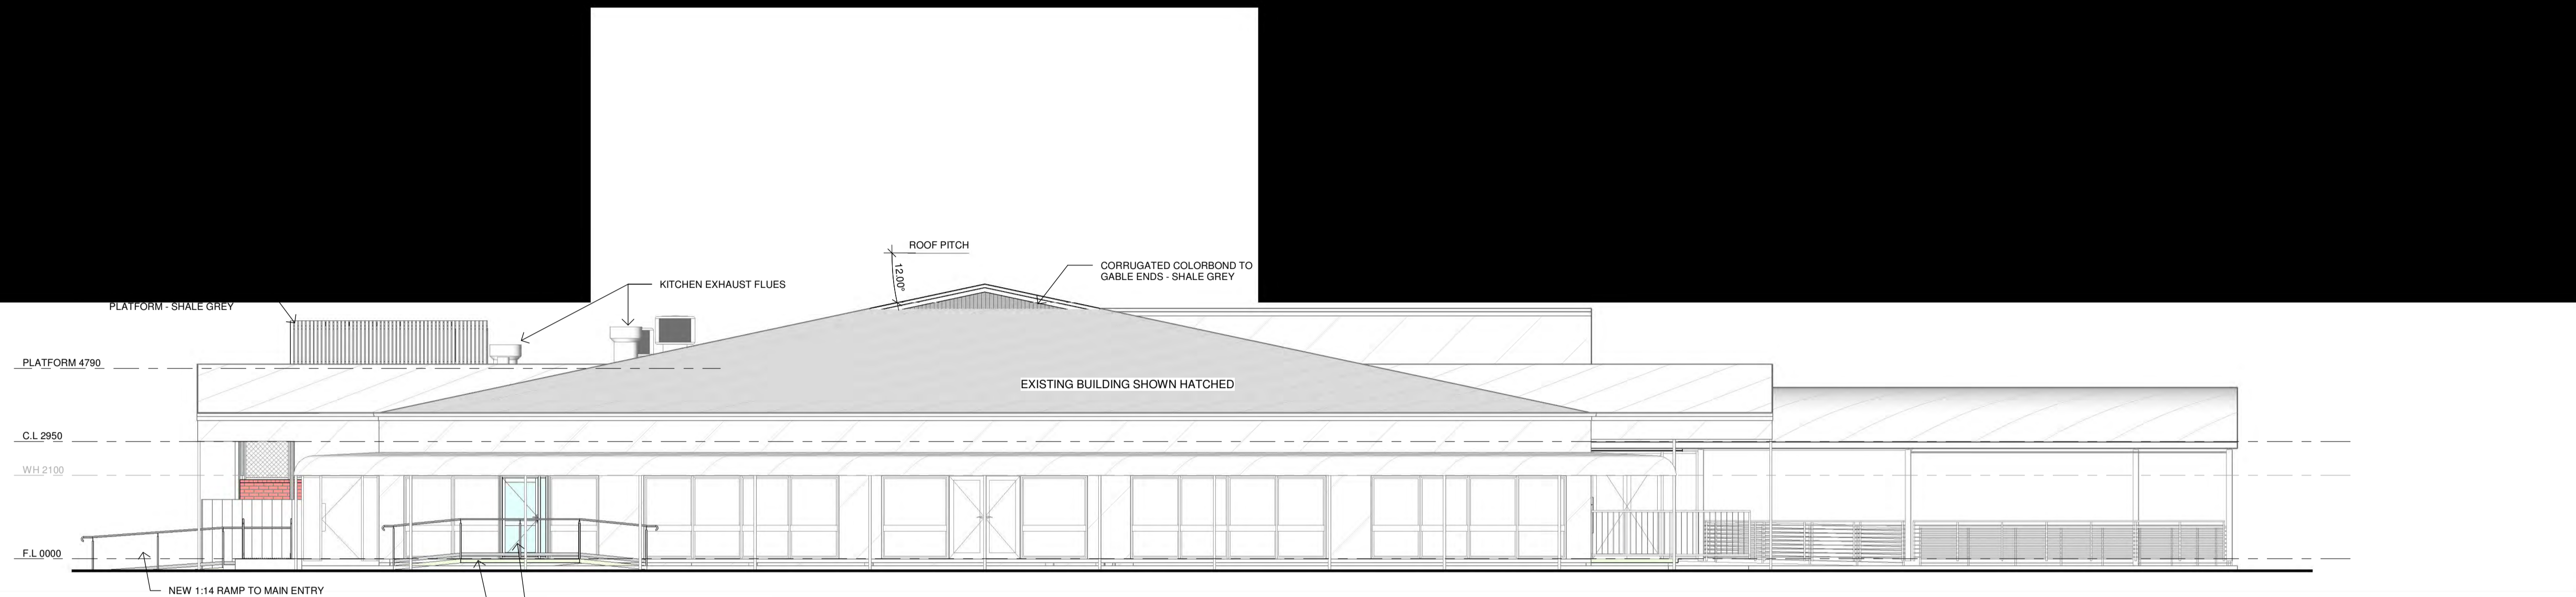 ROOF PITCH
12.00°
CORRUGATED COLORBOND TO
GABLE ENDS - SHALE GREY
KITCHEN EXHAUST FLUES
PLATFORM - SHALE GREY
PLATFORM 4790
EXISTING BUILDING SHOWN HATCHED
C.L 2950
WH 2100
F.L 0000
NEW 1:14 RAMP TO MAIN ENTRY